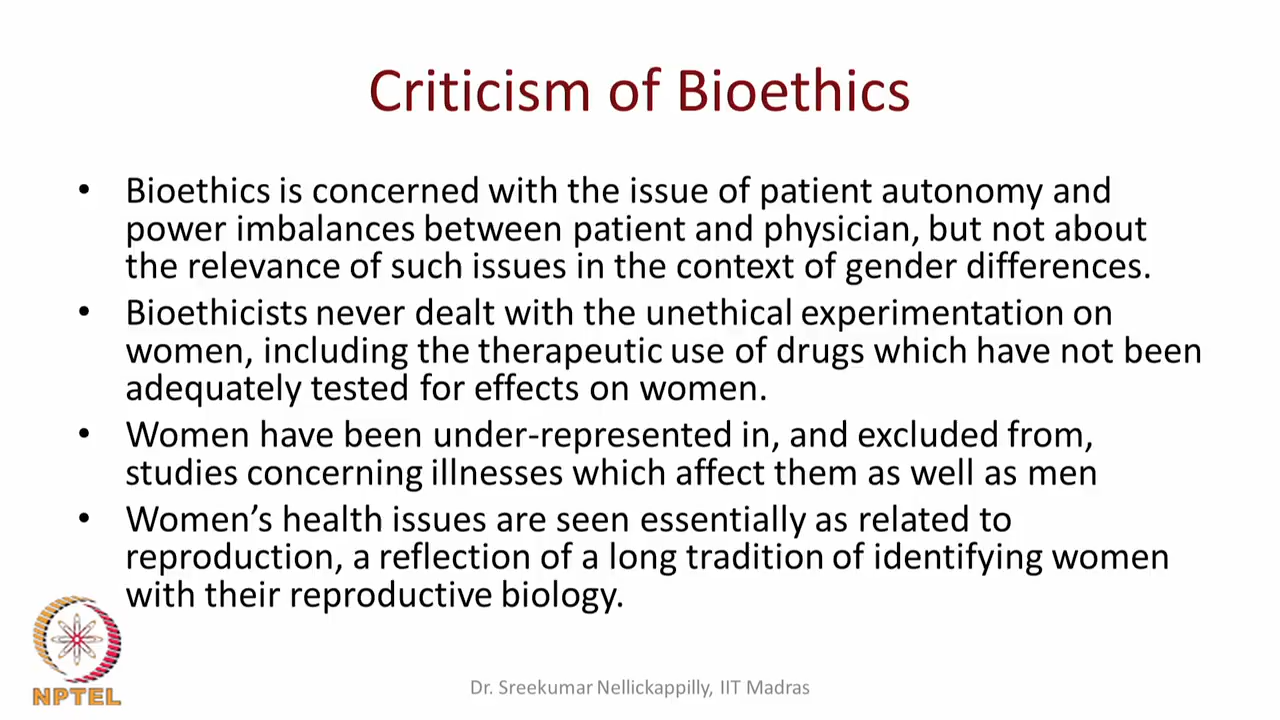 Criticism of Bioethics
• Bioethics is concerned with the issue of patient autonomy and
power imbalances between patient and physician, but not about
the relevance of such issues in the context of gender differences.
• Bioethicists never dealt with the unethical experimentation on
women, including the therapeutic use of drugs which have not been
adequately tested for effects on women.
• Women have been under-represented in, and excluded from,
studies concerning illnesses which affect them as well as men
• Women’s health issues are seen essentially as related to
reproduction, a reflection of a long tradition of identifying women
with their reproductive biology.
NPTEL
Dr. Sreekumar Nellickappilly, IIT Madras